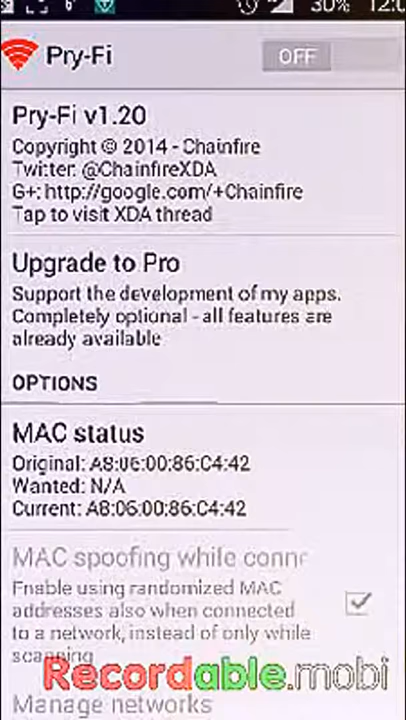 30% 12:0
Pry-Fi
OFF
Pry-Fi v1.20
Copyright © 2014 - Chainfire
Twitter: @ChainfireXDA
G+: http://google.com/+Chainfire
Tap to visit XDA thread
Upgrade to Pro
Support the development of my apps.
Completely optional - all features are
already available
OPTIONS
MAC status
Original: A8:06:00:86:C4:42
Wanted: N/A
Current: A8:06:00:86:C4:42
MAC spoofing while conn
Enable using randomized MAC
addresses also when connected
to a network, instead of only while
scanning
Recordable.mobi
Manage networks